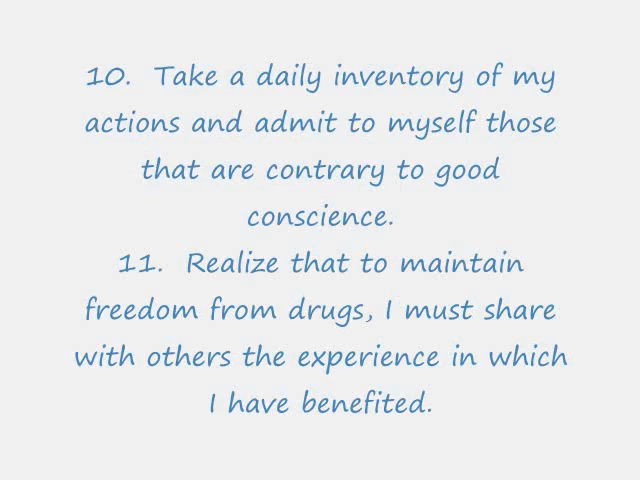 10.  Take a daily inventory of my
actions and admit to myself those
that are contrary to good
conscience.
11.  Realize that to maintain
freedom from drugs, I must share
with others the experience in which
I have benefited.